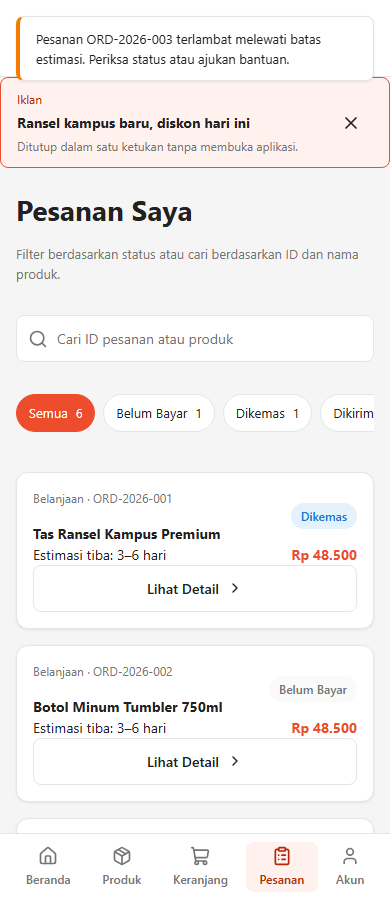 Pesanan ORD-2026-003 terlambat melewati batas
estimasi. Periksa status atau ajukan bantuan.
Iklan
Ransel kampus baru, diskon hari ini
Ditutup dalam satu ketukan tanpa membuka aplikasi.
Pesanan Saya
Filter berdasarkan status atau cari berdasarkan ID dan nama
produk.
Cari ID pesanan atau produk
Semua 6
Belum Bayar 1
Dikemas 1
Dikirim
Belanjaan · ORD-2026-001
Dikemas
Tas Ransel Kampus Premium
Estimasi tiba: 3–6 hari
Rp 48.500
Lihat Detail
Belanjaan · ORD-2026-002
Belum Bayar
Botol Minum Tumbler 750ml
Estimasi tiba: 3–6 hari
Rp 48.500
Lihat Detail
Beranda
Produk
Keranjang
Pesanan
Akun